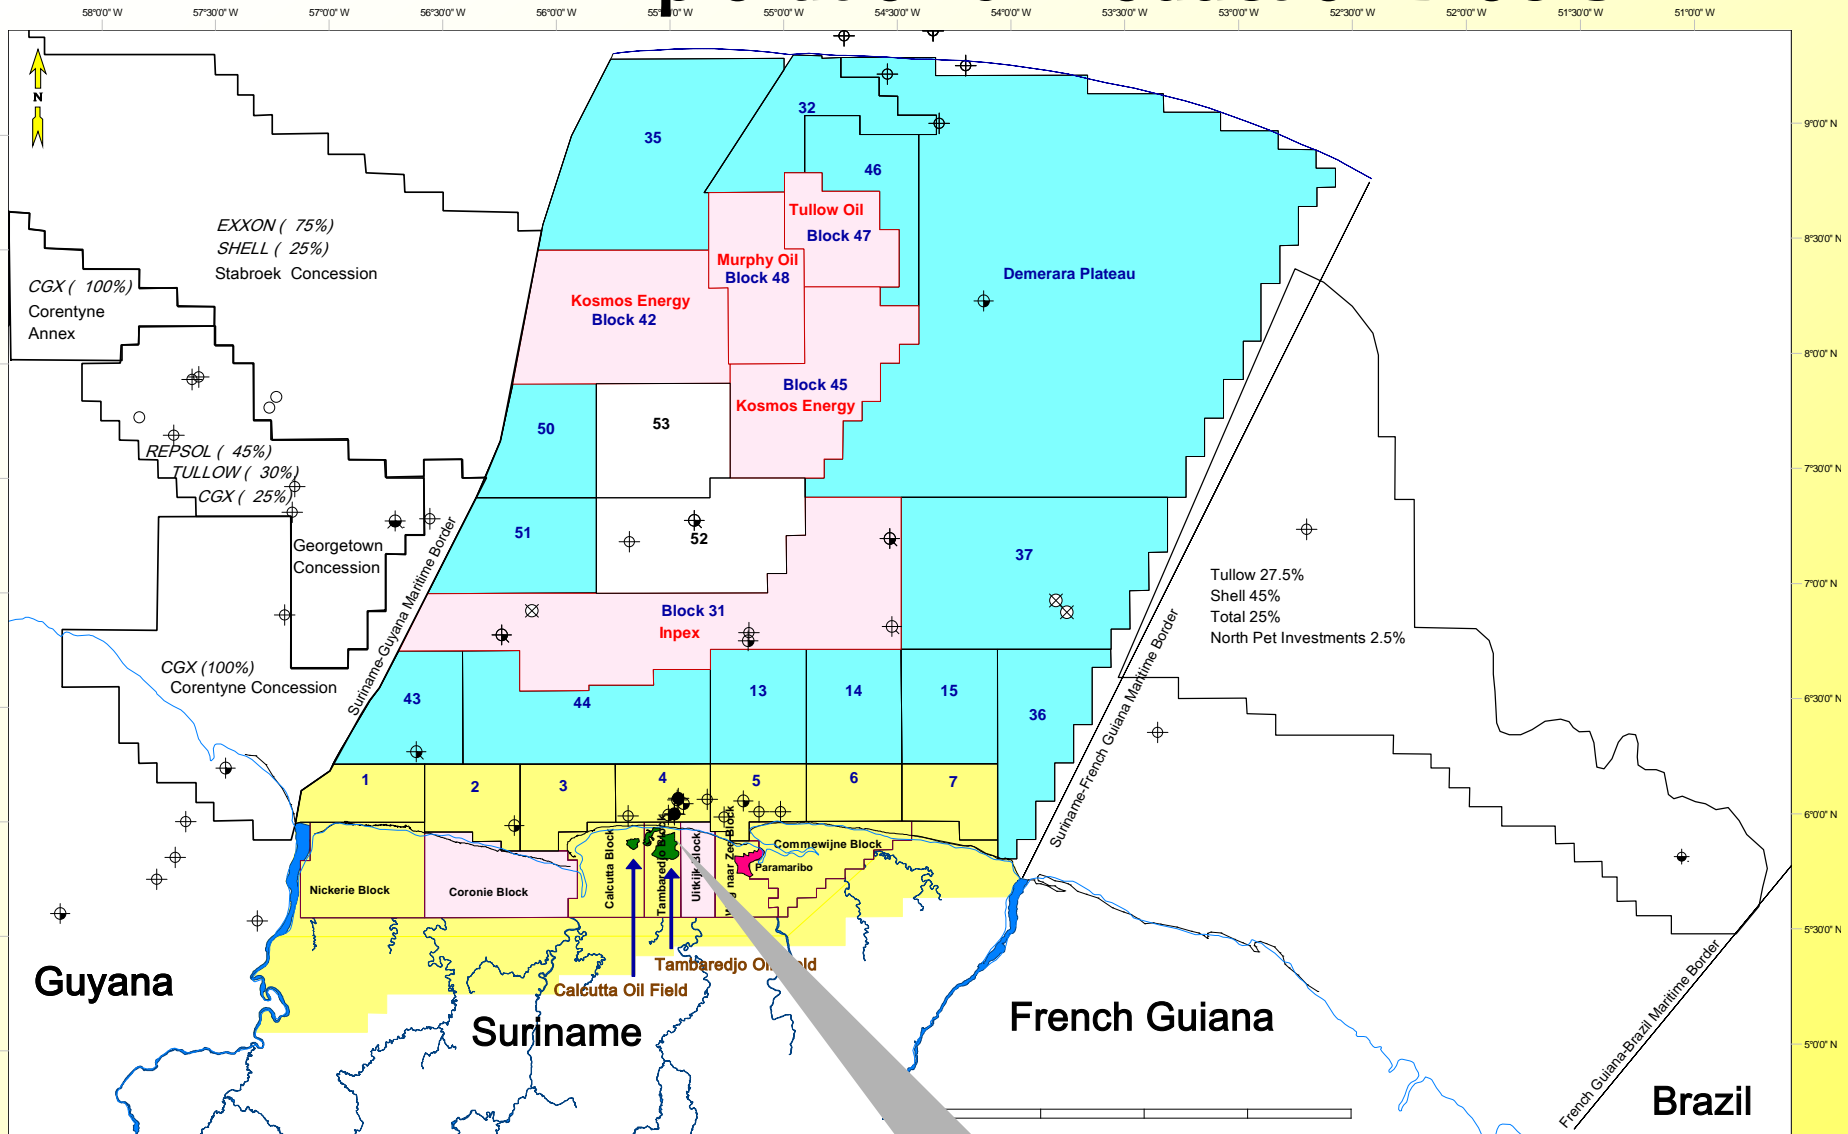 58°0'0" W 57°30'0" W 57°0'0" W 56°30'0" W 56°0'0" W 55°0'0" W 54°30'0" W 54°0'0" W 53°30'0" W 53°0'0" W 52°30'0" W 52°0'0" W 51°30'0" W 51°0'0" W
N
9°0'0" N
8°30'0" N
8°0'0" N
7°30'0" N
7°0'0" N
6°30'0" N
6°0'0" N
5°30'0" N
5°0'0" N
EXXON ( 75%)
SHELL ( 25%)
Stabroek Concession
CGX ( 100%)
Corentyne
Annex
REPSOL ( 45%)
TULLOW ( 30%)
CGX ( 25%)
Georgetown
Concession
CGX (100%)
Corentyne Concession
Suriname-Guyana Maritime Border
35
32
46
Tullow Oil
Block 47
Murphy Oil
Block 48
Kosmos Energy
Block 42
Demerara Plateau
Block 45
Kosmos Energy
50
53
51
52
37
Block 31
Inpex
43
44
13
14
15
36
1
2
3
4
5
6
7
Tullow 27.5%
Shell 45%
Total 25%
North Pet Investments 2.5%
Suriname-French Guiana Maritime Border
Nickerie Block
Coronie Block
Calcutta Block
Tambaredjo Block
Uitkijk Block
naar Zee Block
Commewijne Block
Paramaribo
Tambaredjo Oil
Calcutta Oil Field
Guyana
Suriname
French Guiana
Brazil
French Guiana-Brazil Maritime Border